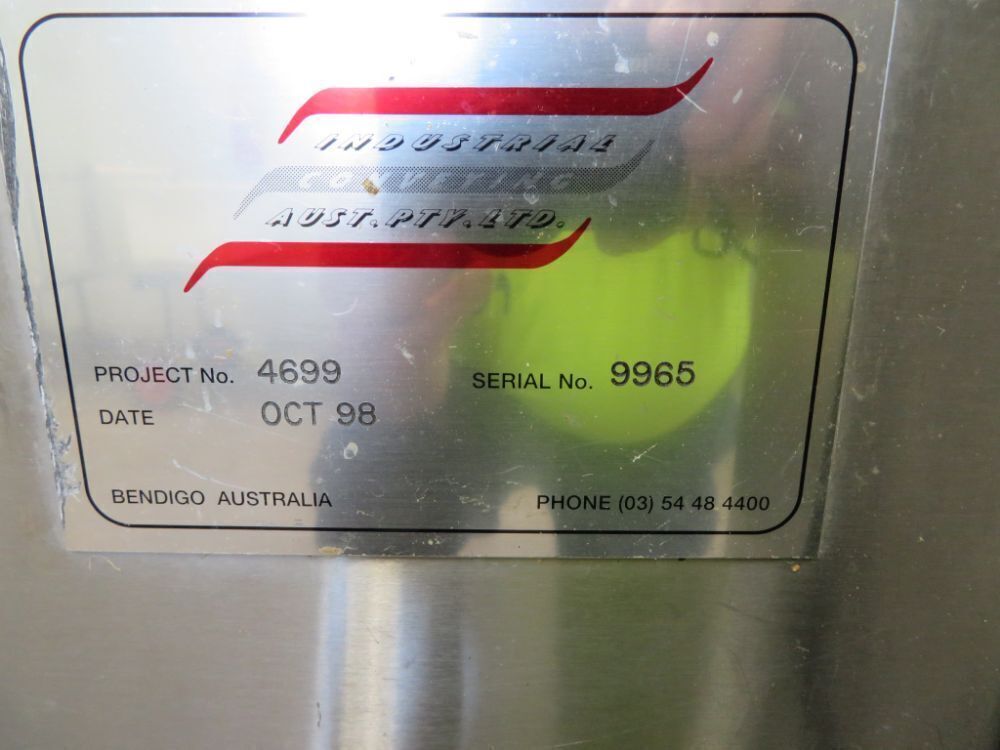 INDUSTRIAL
CONVEYING
AUST. PTY. LTD.
PROJECT No. 4699 SERIAL No. 9965
DATE OCT 98
BENDIGO AUSTRALIA PHONE (03) 54 48 4400